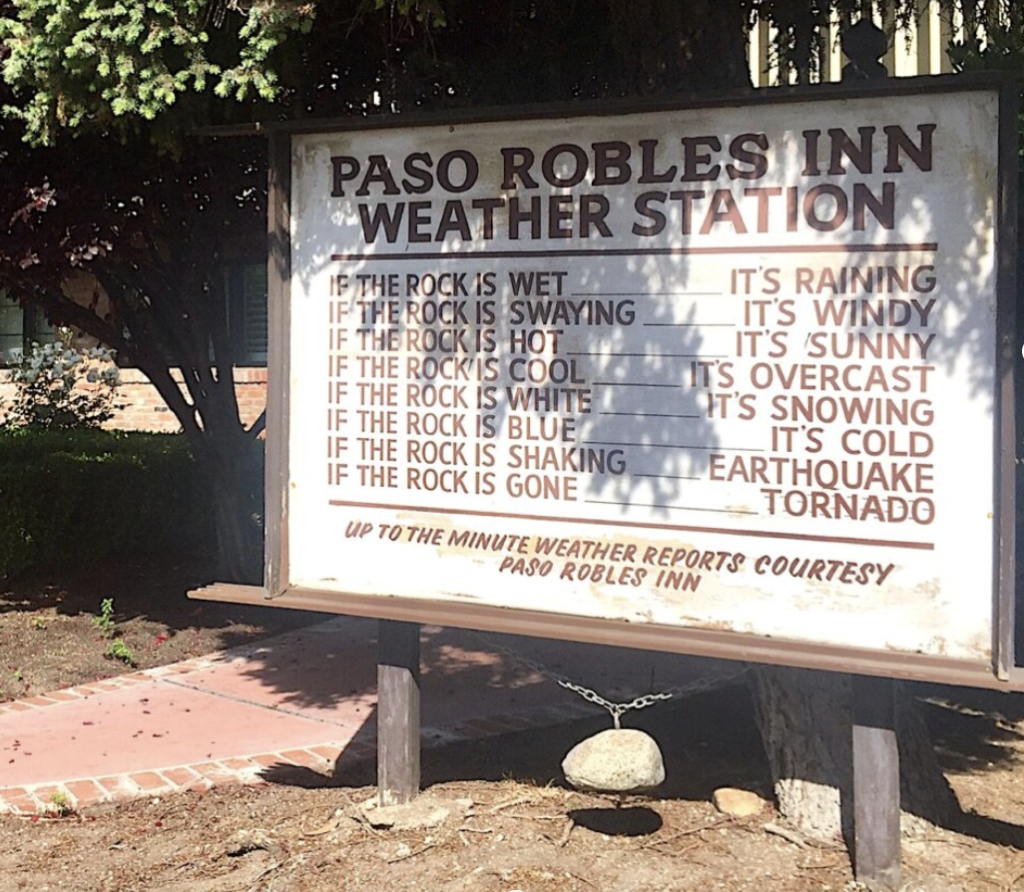 PASO ROBLES INN
WEATHER STATION
IF THE ROCK IS WET IT'S RAINING
IF THE ROCK IS SWAYING IT'S WINDY
IF THE ROCK IS HOT IT'S SUNNY
IF THE ROCK IS COOL IT'S OVERCAST
IF THE ROCK IS WHITE IT'S SNOWING
IF THE ROCK IS BLUE IT'S COLD
IF THE ROCK IS SHAKING EARTHQUAKE
IF THE ROCK IS GONE TORNADO
UP TO THE MINUTE WEATHER REPORTS COURTESY
PASO ROBLES INN